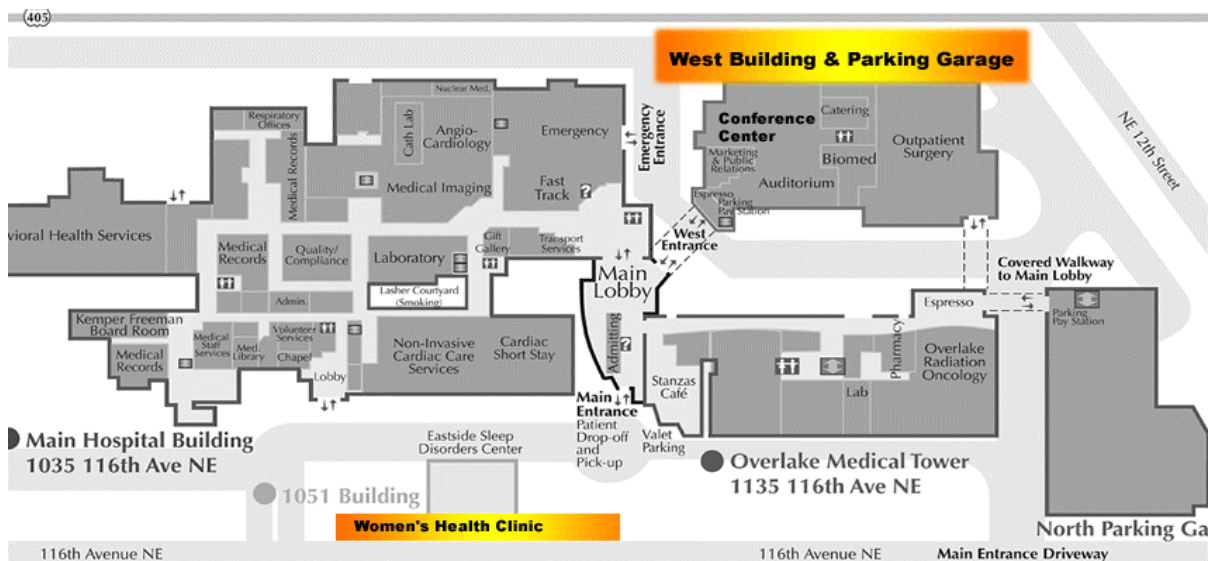 405
West Building & Parking Garage
Nuclear Med.
Respiratory
Offices
Cath Lab
Angio-
Cardiology
Emergency
Medical Records
Medical Imaging
Fast
Track
Emergency
Entrance
Conference
Center
Catering
Marketing
& Public
Relations
Auditorium
Biomed
Outpatient
Surgery
NE 12th Street
Espresso
Parking
Pay Station
West
Entrance
avioral Health Services
Medical
Records
Quality/
Compliance
Laboratory
Gift
Gallery
Transport
Services
Main
Lobby
Covered Walkway
to Main Lobby
Lasher Courtyard
(Smoking)
Admin.
Espresso
Parking
Pay Station
Kemper Freeman
Board Room
Medical
Records
Medical
Staff
Services
Med.
Library
Volunteer
Services
Chapel
Lobby
Non-Invasive
Cardiac Care
Services
Cardiac
Short Stay
Admitting
Stanzas
Café
Pharmacy
Lab
Overlake
Radiation
Oncology
Main
Entrance
Patient
Drop-off
and
Pick-up
Valet
Parking
Main Hospital Building
1035 116th Ave NE
Eastside Sleep
Disorders Center
Overlake Medical Tower
1135 116th Ave NE
1051 Building
Women's Health Clinic
North Parking Ga
116th Avenue NE
116th Avenue NE
Main Entrance Driveway